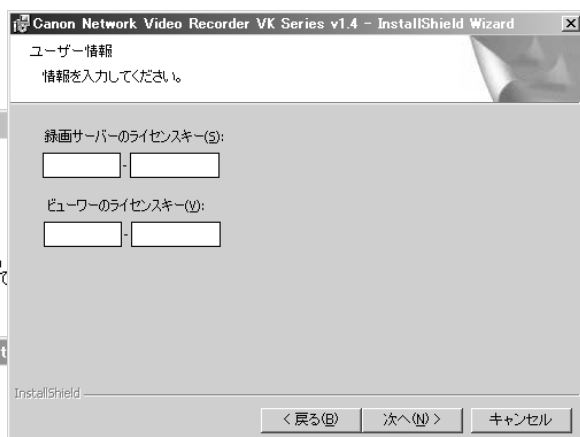 Canon Network Video Recorder VK Series v1.4 - InstallShield Wizard
ユーザー情報
情報を入力してください。
録画サーバーのライセンスキー(S):
-
ビューワーのライセンスキー(V):
-
て
t
InstallShield
< 戻る(B) 次へ(N) > キャンセル